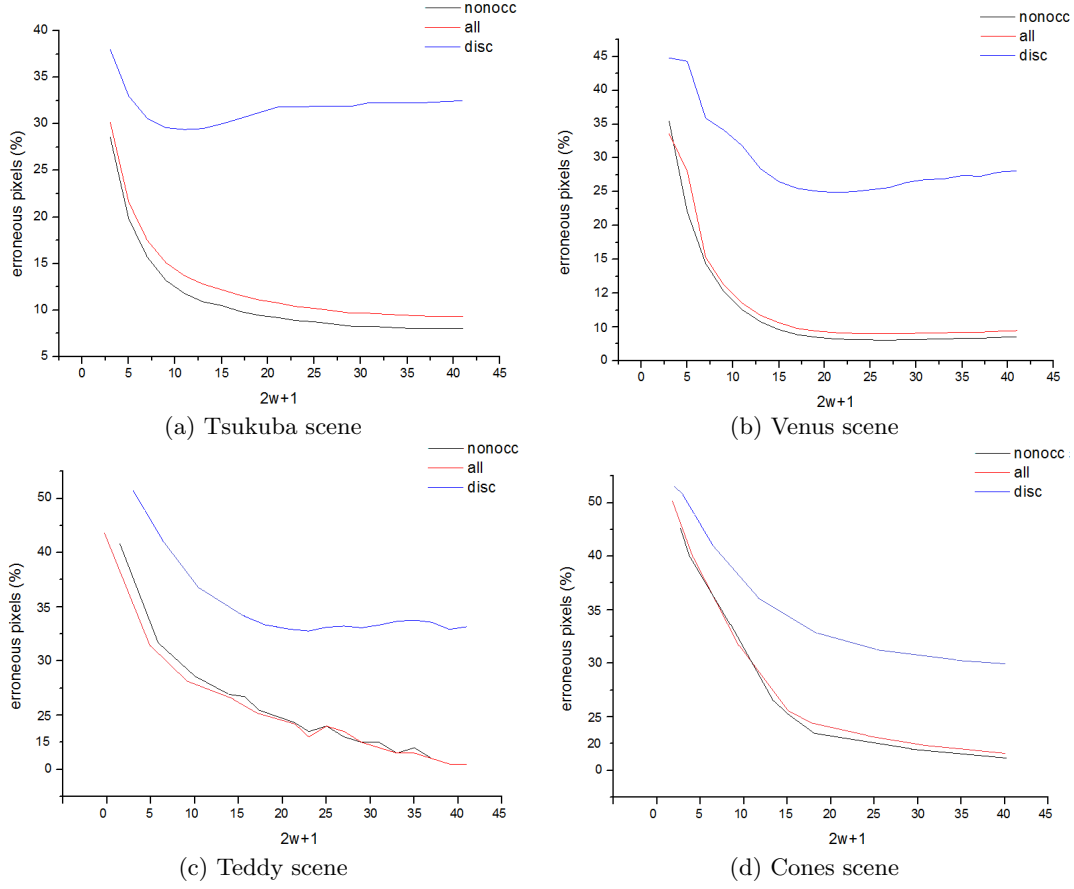 nonocc
all
disc
40
35
30
25
20
15
10
5
erroneous pixels (%)
0 5 10 15 20 25 30 35 40 45
2w+1
(a) Tsukuba scene
nonocc
all
disc
45
40
35
30
25
20
15
12
10
0
erroneous pixels (%)
0 5 10 15 20 25 30 35 40 45
2w+1
(b) Venus scene
nonocc
all
disc
50
40
35
30
25
15
0
erroneous pixels (%)
0 5 10 15 20 25 30 35 40 45
2w+1
(c) Teddy scene
nonocc
all
disc
50
40
35
30
25
20
0
erroneous pixels (%)
0 5 10 15 20 25 30 35 40 45
2w+1
(d) Cones scene